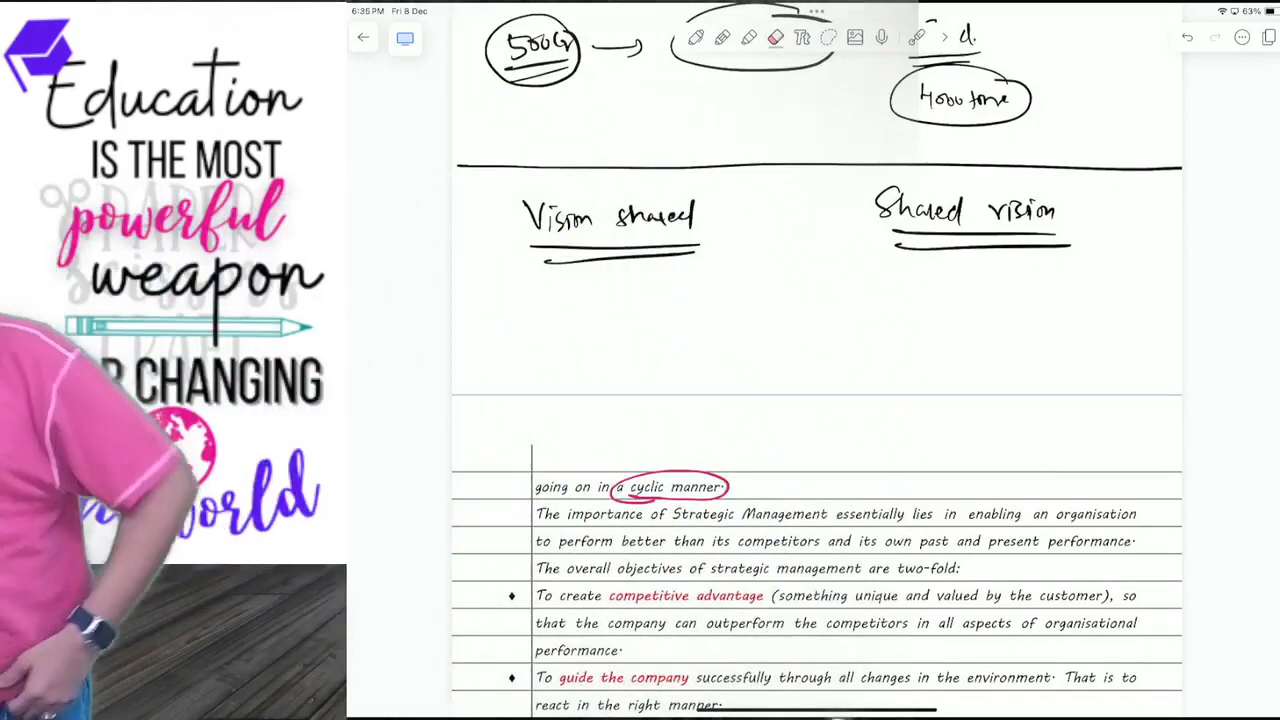 6:35 PM Fri 8 Dec
63%
Education
IS THE MOST
powerful
weapon
CHANGING
world
500Gr
Tt
d.
4000 tone
Vision shared
Shared vision
going on in a cyclic manner.
The importance of Strategic Management essentially lies in enabling an organisation
to perform better than its competitors and its own past and present performance.
The overall objectives of strategic management are two-fold:
♦ To create competitive advantage (something unique and valued by the customer), so
that the company can outperform the competitors in all aspects of organisational
performance.
♦ To guide the company successfully through all changes in the environment. That is to
react in the right manner.